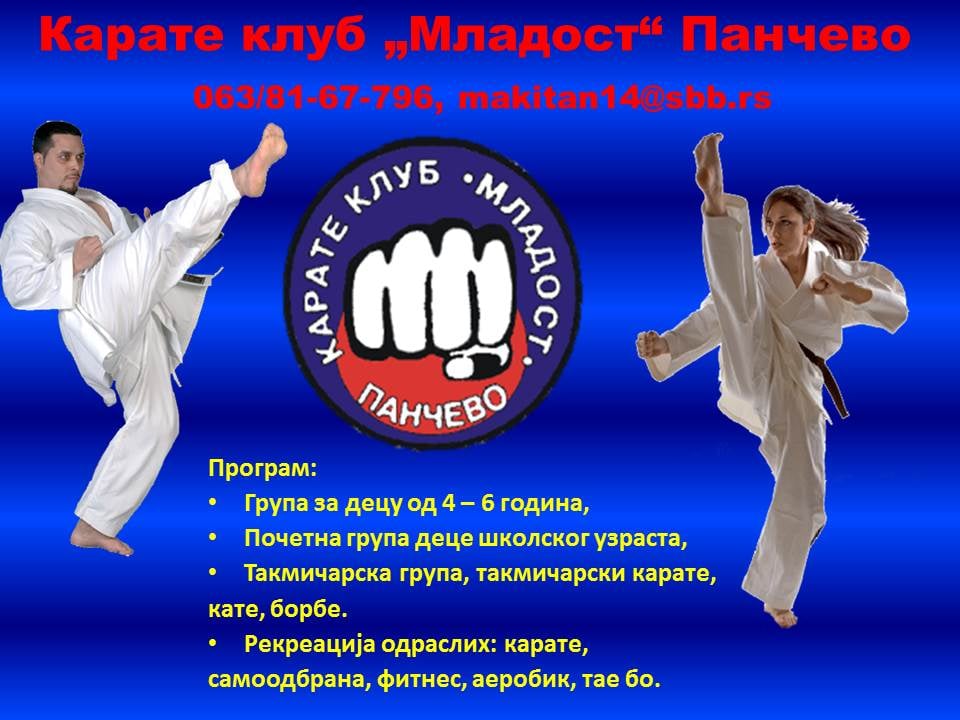 Карате клуб „Младост“ Панчево
063/81-67-796, makitan14@sbb.rs
КАРАТЕ КЛУБ •МЛАДОСТ•
ПАНЧЕВО
Програм:
• Група за децу од 4 – 6 година,
• Почетна група деце школског узраста,
• Такмичарска група, такмичарски карате,
кате, борбе.
• Рекреација одраслих: карате,
самоодбрана, фитнес, аеробик, тае бо.